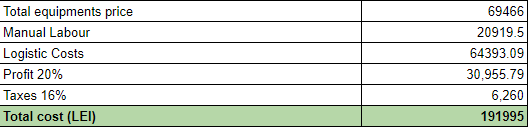 Total equipments price 69466
Manual Labour 20919.5
Logistic Costs 64393.09
Profit 20% 30,955.79
Taxes 16% 6,260
Total cost (LEI) 191995